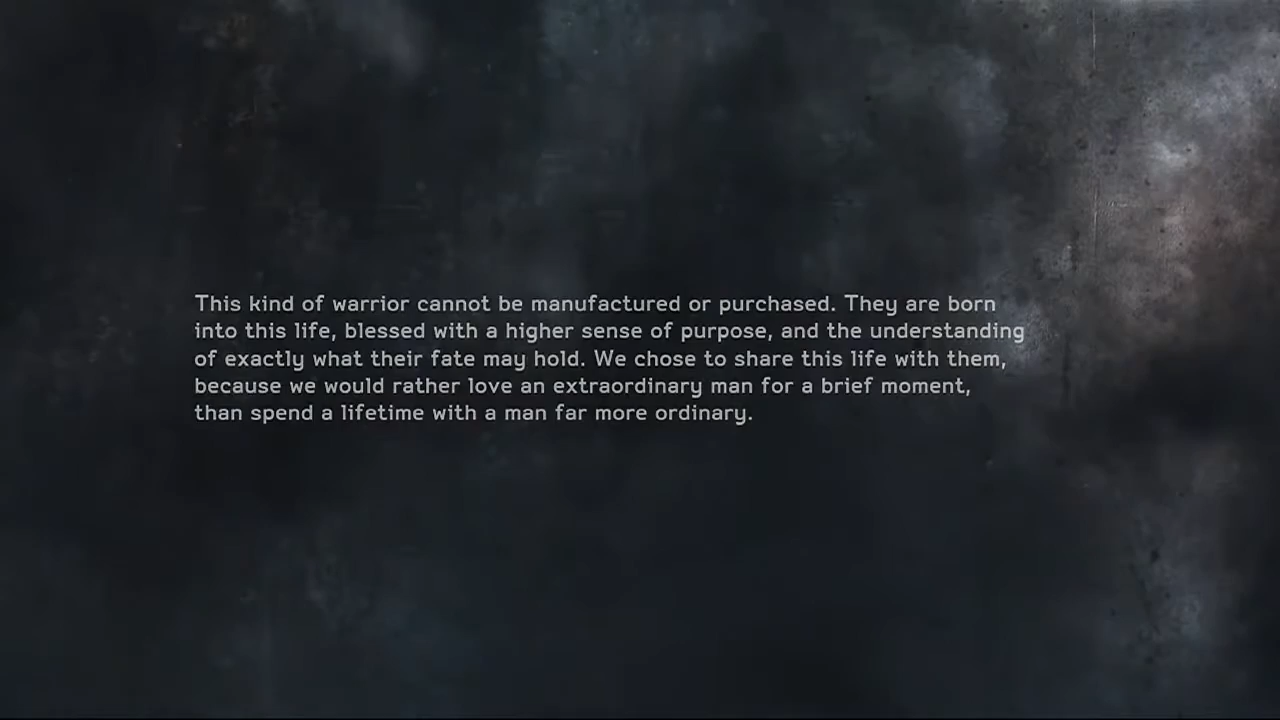 This kind of warrior cannot be manufactured or purchased. They are born
into this life, blessed with a higher sense of purpose, and the understanding
of exactly what their fate may hold. We chose to share this life with them,
because we would rather love an extraordinary man for a brief moment,
than spend a lifetime with a man far more ordinary.